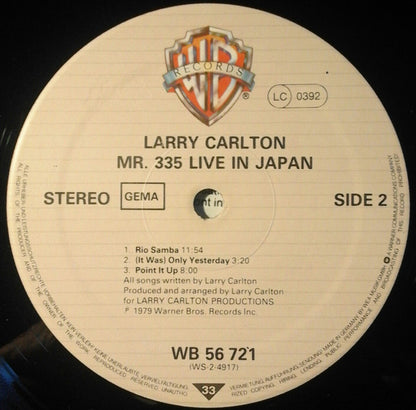 WB
RECORDS
®
LC 0392
LARRY CARLTON
MR. 335 LIVE IN JAPAN
STEREO GEMA
SIDE 2
1. Rio Samba 11:54
2. (It Was) Only Yesterday 3:20
3. Point It Up 8:00
All songs written by Larry Carlton
Produced and arranged by Larry Carlton
for LARRY CARLTON PRODUCTIONS
℗ 1979 Warner Bros. Records Inc.
WB 56 721
(WS-2-4917)
33